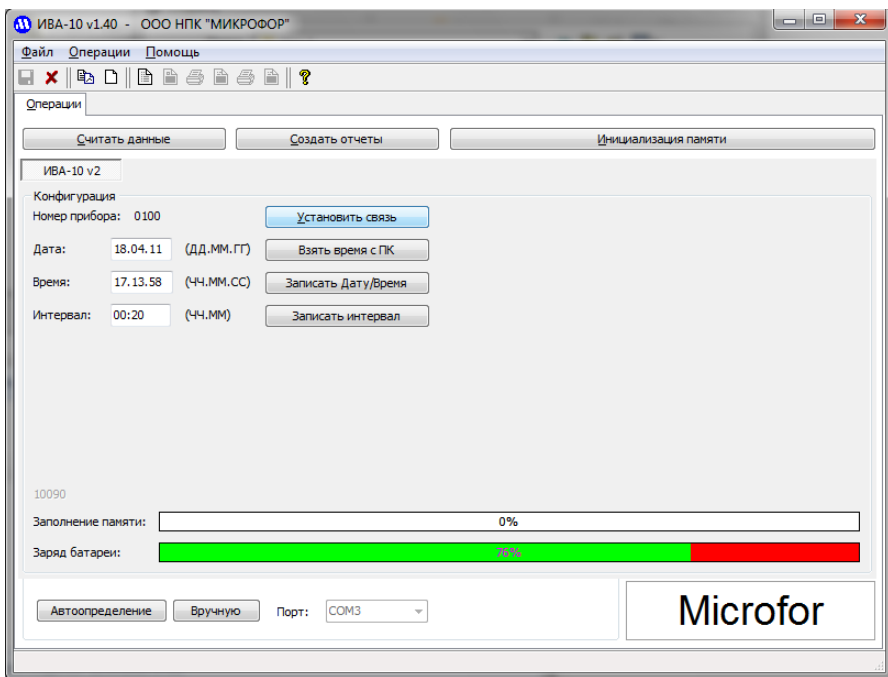 ИВА-10 v1.40 - ООО НПК "МИКРОФОР"
Файл Операции Помощь
Операции
Считать данные Создать отчеты Инициализация памяти
ИВА-10 v2
Конфигурация
Номер прибора: 0100 Установить связь
Дата: 18.04.11 (ДД.ММ.ГГ) Взять время с ПК
Время: 17.13.58 (ЧЧ.ММ.СС) Записать Дату/Время
Интервал: 00:20 (ЧЧ.ММ) Записать интервал
10090
Заполнение памяти: 0%
Заряд батареи: 76%
Автоопределение Вручную Порт: COM3 Microfor